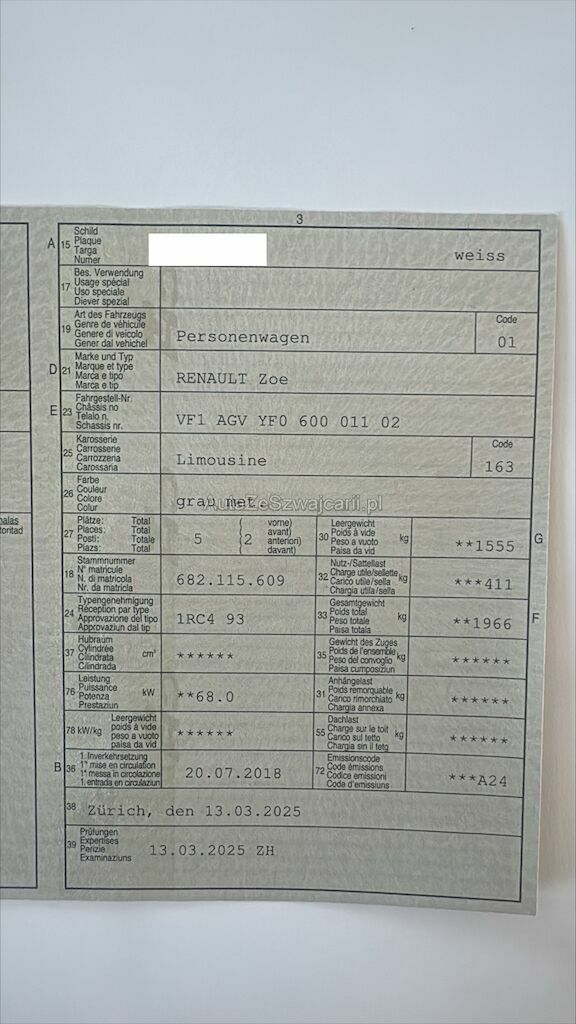 3
A 15 Schild
Plaque
Targa
Numer
weiss
17 Bes. Verwendung
Usage spécial
Uso speciale
Diever spezial
19 Art des Fahrzeugs
Genre de véhicule
Genere di veicolo
Gener dal vehichel
Personenwagen
Code
01
D 21 Marke und Typ
Marque et type
Marca e tipo
Marca e tip
RENAULT Zoe
E 23 Fahrgestell-Nr.
Châssis no
Telaio n.
Schassis nr.
VF1 AGV YF0 600 011 02
25 Karosserie
Carrosserie
Carrozzeria
Carossaria
Limousine
Code
163
26 Farbe
Couleur
Colore
Colur
grau met.
AutaZeSzwajcarii.pl
27 Plätze: Total
Places: Total
Posti: Totale
Plazs: Total
5
(2
vorne)
avant)
anteriori)
davant)
30 Leergewicht
Poids à vide
Peso a vuoto
Paisa da vid
kg
**1555
G
18 Stammnummer
N° matricule
N. di matricola
Nr. da matricla
682.115.609
32 Nutz-/Sattellast
Charge utile/sellette
Carico utile/sella
Chargia utila/sella
kg
***411
24 Typengenehmigung
Réception par type
Approvazione del tipo
Approvaziun dal tip
1RC4 93
33 Gesamtgewicht
Poids total
Peso totale
Paisa totala
kg
**1966
F
37 Hubraum
Cylindrée
Cilindrata
Cilindrada
cm³
******
35 Gewicht des Zuges
Poids de l'ensemble
Peso del convoglio
Paisa cumposiziun
kg
******
76 Leistung
Puissance
Potenza
Prestaziun
kW
**68.0
31 Anhängelast
Poids remorquable
Carico rimorchiato
Chargia annexa
kg
******
78 kW/kg
Leergewicht
poids à vide
peso a vuoto
paisa da vid
******
55 Dachlast
Charge sur le toit
Carico sul tetto
Chargia sin il tetg
kg
******
B 36 1. Inverkehrsetzung
1re mise en circulation
1a messa in circolazione
1. entrada en circulaziun
20.07.2018
72 Emissionscode
Code émissions
Codice emissioni
Code d'emissiuns
***A24
38 Zürich, den 13.03.2025
39 Prüfungen
Expertises
Perizie
Examinaziuns
13.03.2025 ZH